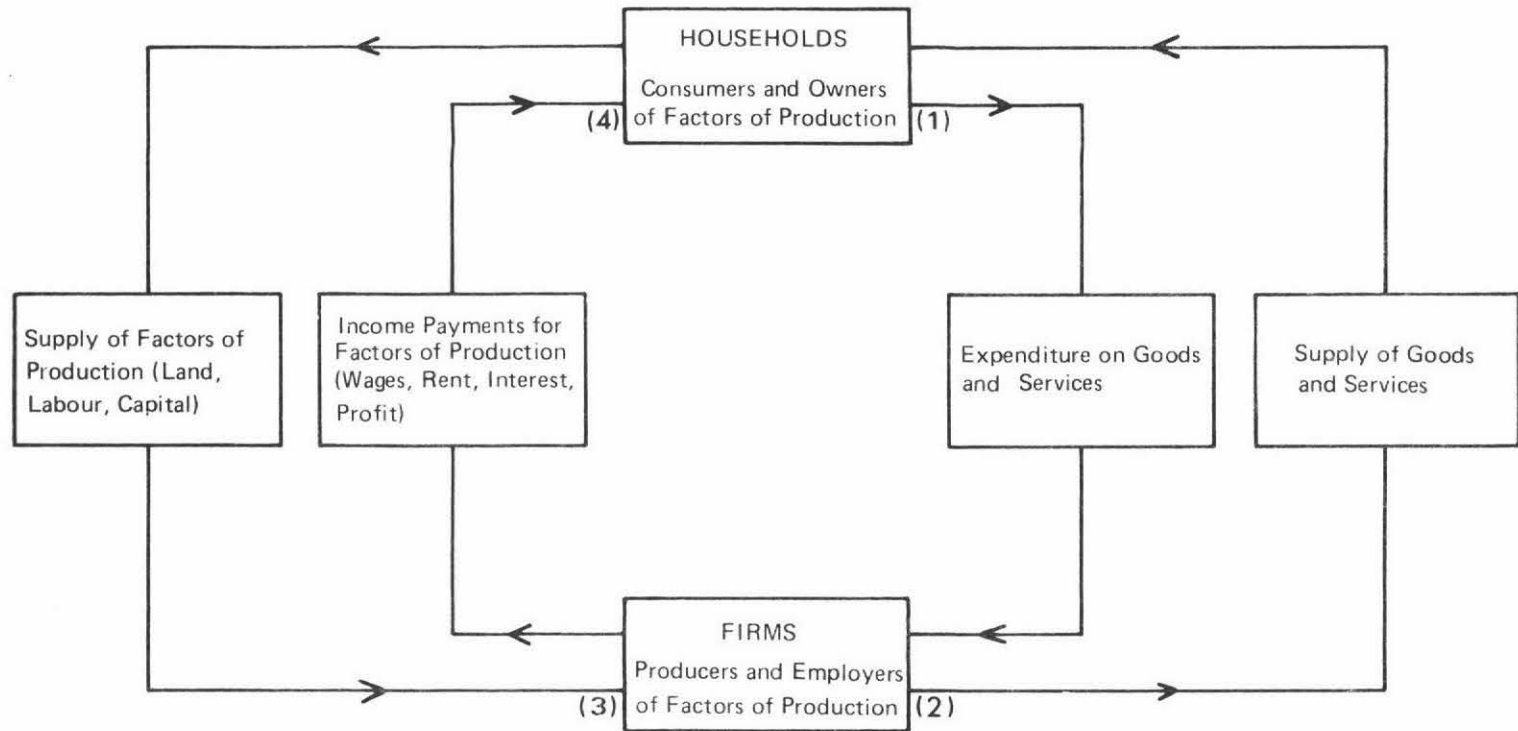 HOUSEHOLDS
Consumers and Owners
of Factors of Production
(4)
(1)
Supply of Factors of
Production (Land,
Labour, Capital)
Income Payments for
Factors of Production
(Wages, Rent, Interest,
Profit)
Expenditure on Goods
and Services
Supply of Goods
and Services
FIRMS
Producers and Employers
of Factors of Production
(3)
(2)